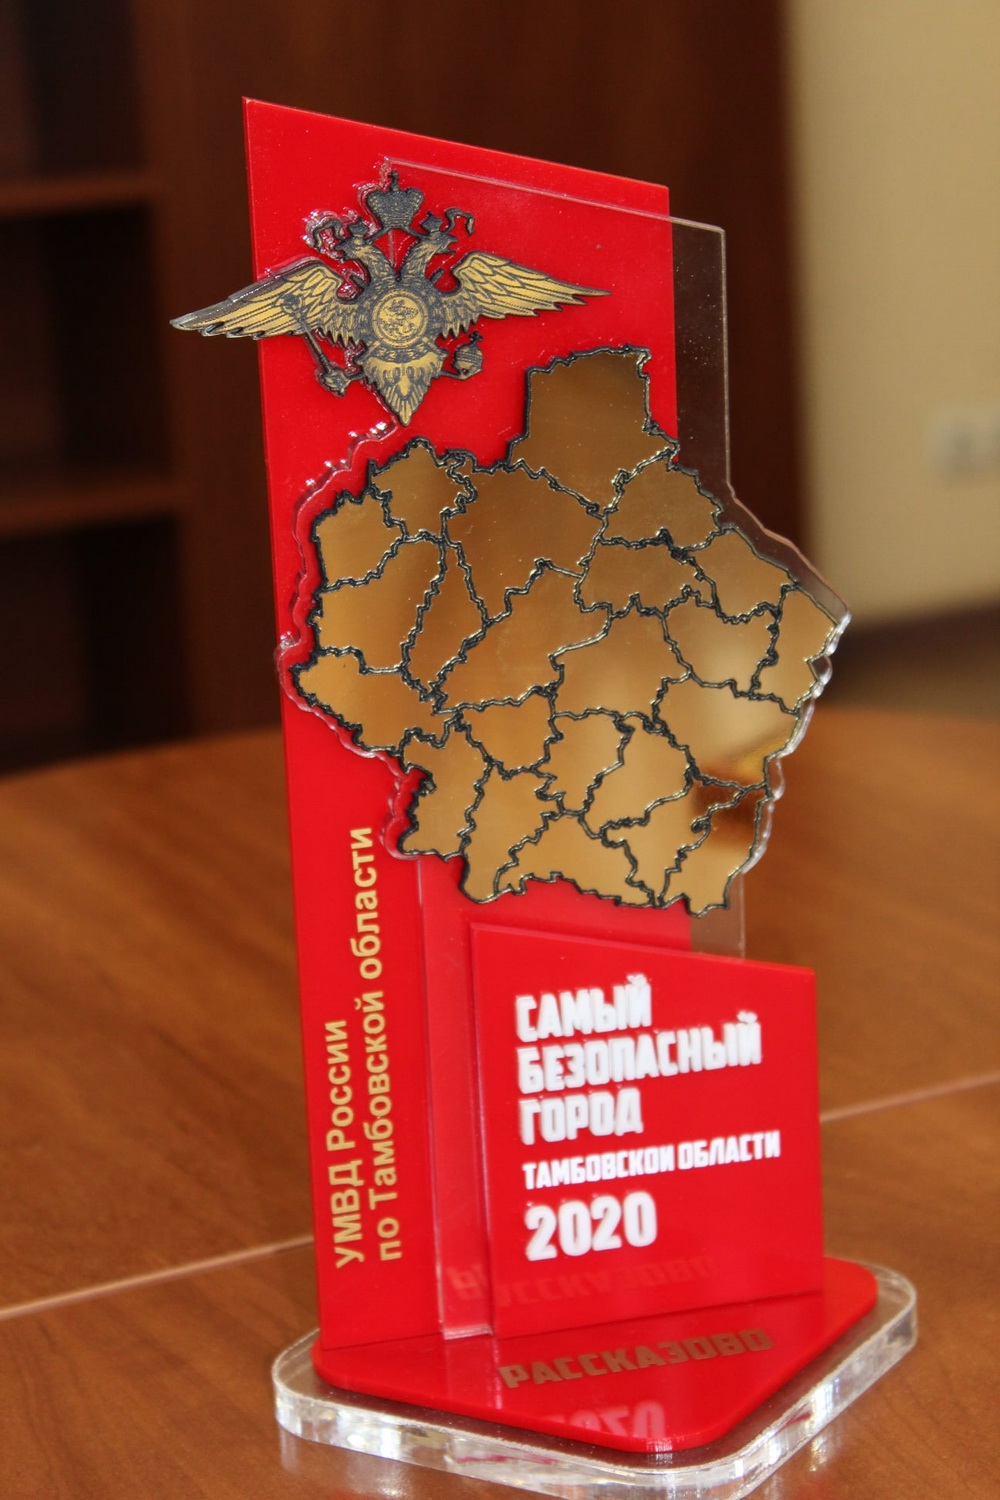 УМВД России
по Тамбовской области
САМЫЙ
БЕЗОПАСНЫЙ
ГОРОД
ТАМБОВСКОЙ ОБЛАСТИ
2020
РАССКАЗОВО